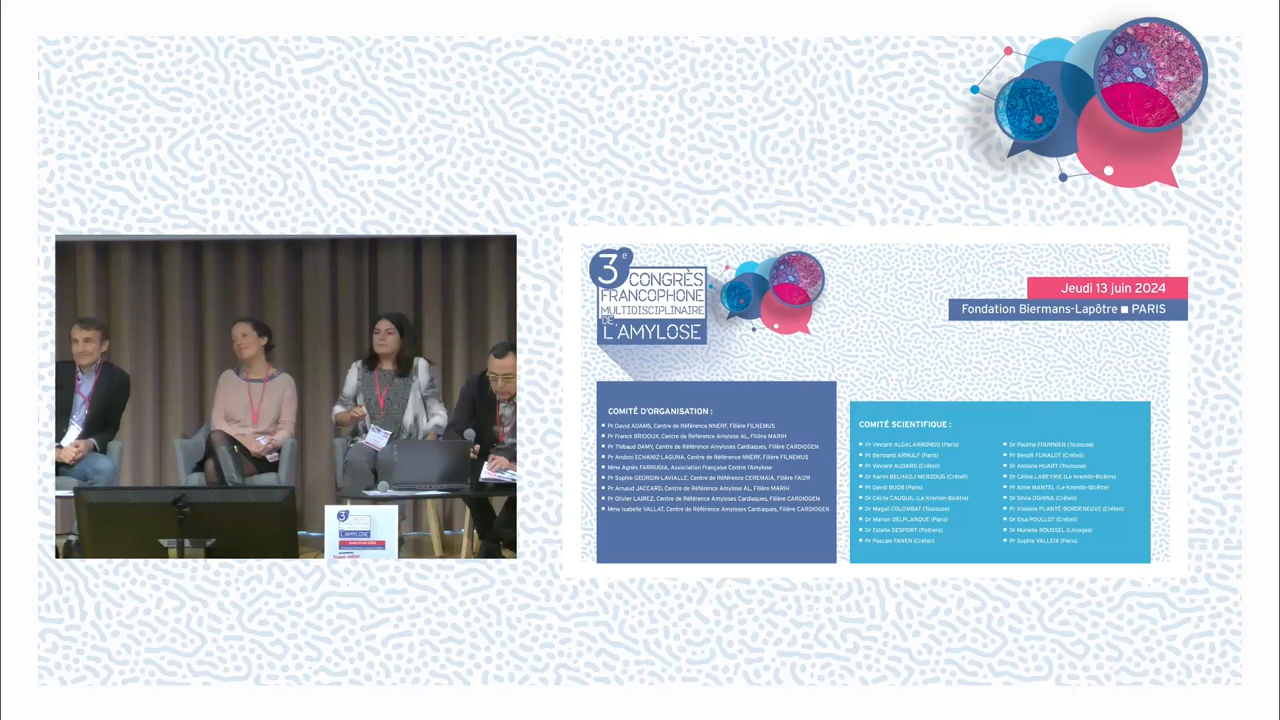 3e CONGRÈS
FRANCOPHONE
MULTIDISCIPLINAIRE
DE
L'AMYLOSE
Jeudi 13 juin 2024
Fondation Biermans-Lapôtre ■ PARIS
COMITÉ D'ORGANISATION :
Pr David ADAMS, Centre de Référence NNERF, Filière FILNEMUS
Pr Franck BRIDOUX, Centre de Référence Amylose AL, Filière MARIH
Pr Thibaud DAMY, Centre de Référence Amyloses Cardiaques, Filière CARDIOGEN
Pr Andoni ECHANIZ-LAGUNA, Centre de Référence NNERF, Filière FILNEMUS
Mme Agnès FARRUGIA, Association Française Contre l'Amylose
Pr Sophie GEORGIN-LAVIALLE, Centre de Référence CEREMAIA, Filière FAI2R
Pr Arnaud JACCARD, Centre de Référence Amylose AL, Filière MARIH
Pr Olivier LAIREZ, Centre de Référence Amyloses Cardiaques, Filière CARDIOGEN
Mme Isabelle VALLAT, Centre de Référence Amyloses Cardiaques, Filière CARDIOGEN
COMITÉ SCIENTIFIQUE :
Pr Vincent ALGALARRONDO (Paris)
Pr Bertrand ARNULF (Paris)
Pr Vincent AUDARD (Créteil)
Dr Karim BELHADJ-MERZOUG (Créteil)
Pr David BUOB (Paris)
Dr Cécile CAUQUIL (Le Kremlin-Bicêtre)
Dr Magali COLOMBAT (Toulouse)
Dr Marion DELPLANQUE (Paris)
Dr Estelle DESPORT (Poitiers)
Pr Pascale FANEN (Créteil)
Dr Pauline FOURNIER (Toulouse)
Pr Benoît FUNALOT (Créteil)
Dr Antoine HUART (Toulouse)
Dr Céline LABEYRIE (Le Kremlin-Bicêtre)
Pr Anne MANTEL (Le Kremlin-Bicêtre)
Dr Silvia OGHINA (Créteil)
Pr Violaine PLANTÉ-BORDENEUVE (Créteil)
Dr Elsa POULLOT (Créteil)
Dr Murielle ROUSSEL (Limoges)
Pr Sophie VALLEIX (Paris)
3e
L'AMYLOSE